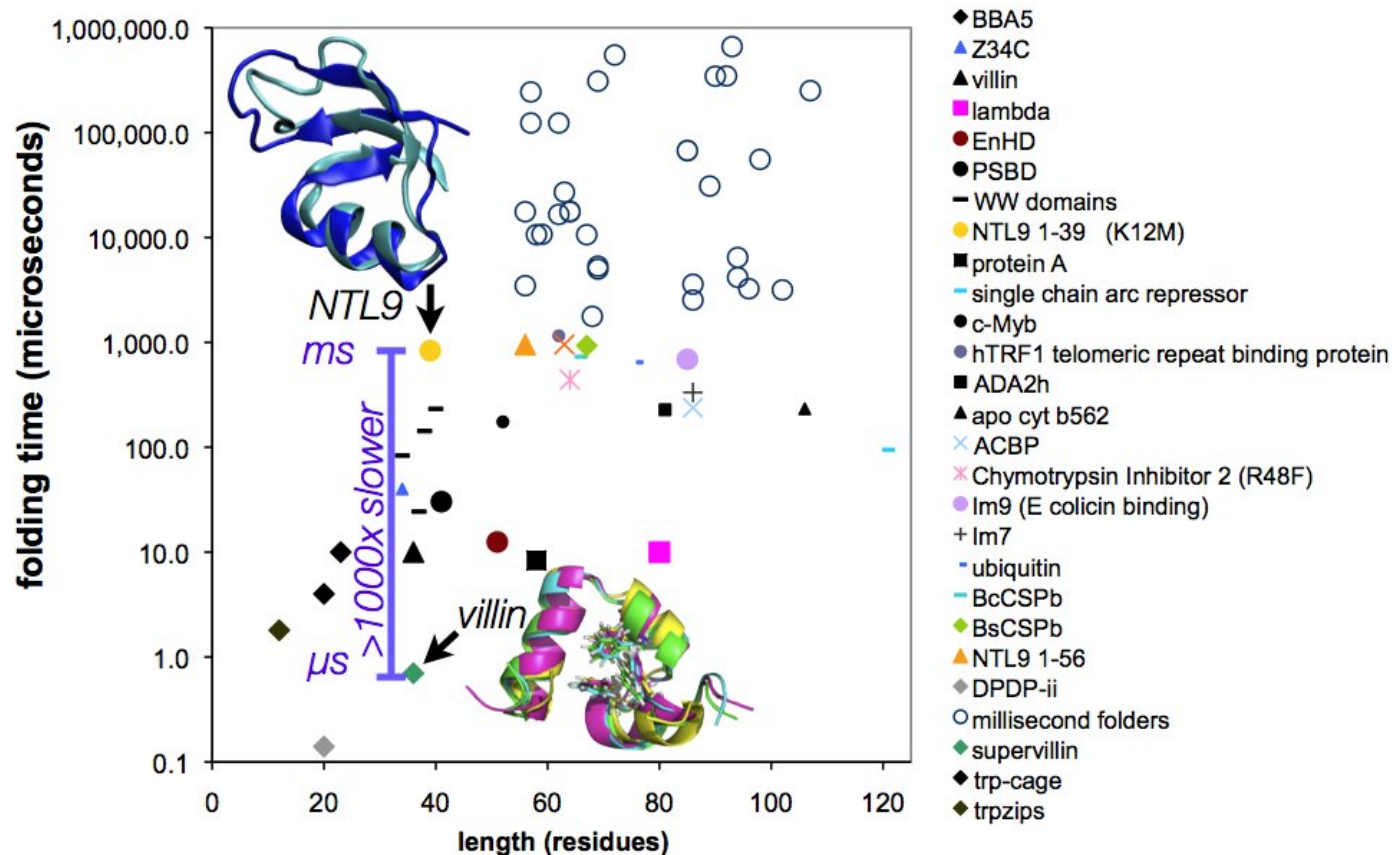 folding time (microseconds)
1,000,000.0
100,000.0
10,000.0
1,000.0
100.0
10.0
1.0
0.1
NTL9
ms
>1000x slower
µs
villin
0
20
40
60
80
100
120
length (residues)
BBA5
Z34C
villin
lambda
EnHD
PSBD
WW domains
NTL9 1-39 (K12M)
protein A
single chain arc repressor
c-Myb
hTRF1 telomeric repeat binding protein
ADA2h
apo cyt b562
ACBP
Chymotrypsin Inhibitor 2 (R48F)
Im9 (E colicin binding)
Im7
ubiquitin
BcCSPb
BsCSPb
NTL9 1-56
DPDP-ii
millisecond folders
supervillin
trp-cage
trpzips